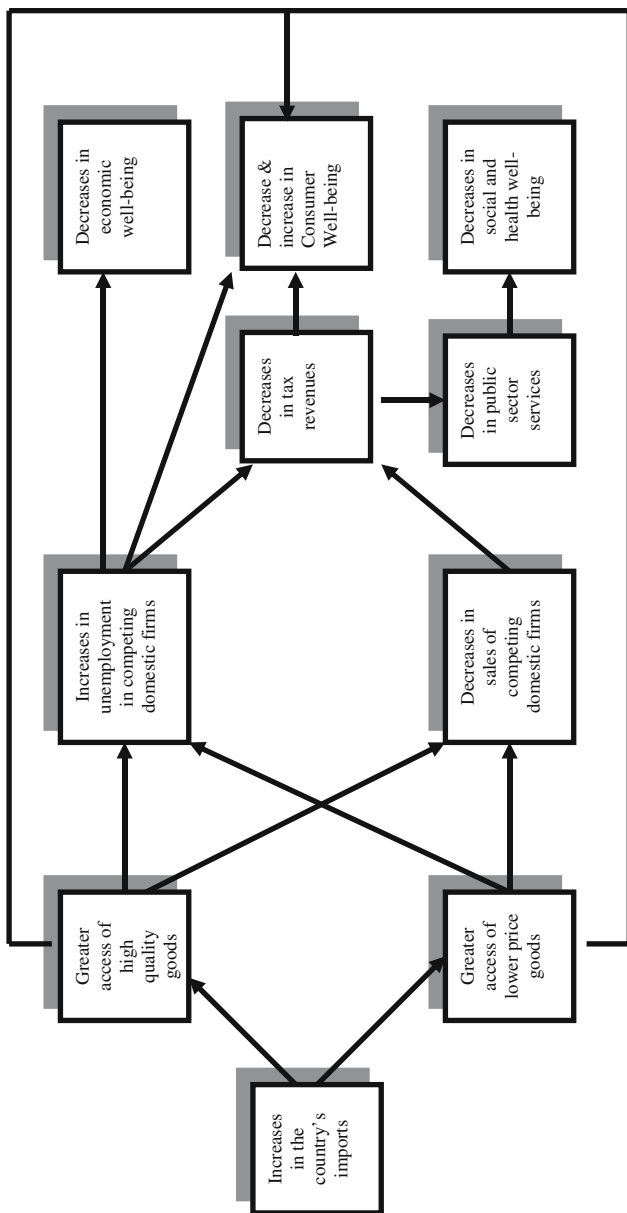 Increases
in the
country's
imports
Greater
access of
high
quality
goods
Greater
access of
lower price
goods
Increases in
unemployment
in competing
domestic firms
Decreases in
sales of
competing
domestic firms
Decreases
in tax
revenues
Decreases
in public
sector
services
Decreases in
economic
well-being
Decrease &
increase in
Consumer
Well-being
Decreases in
social and
health well-
being